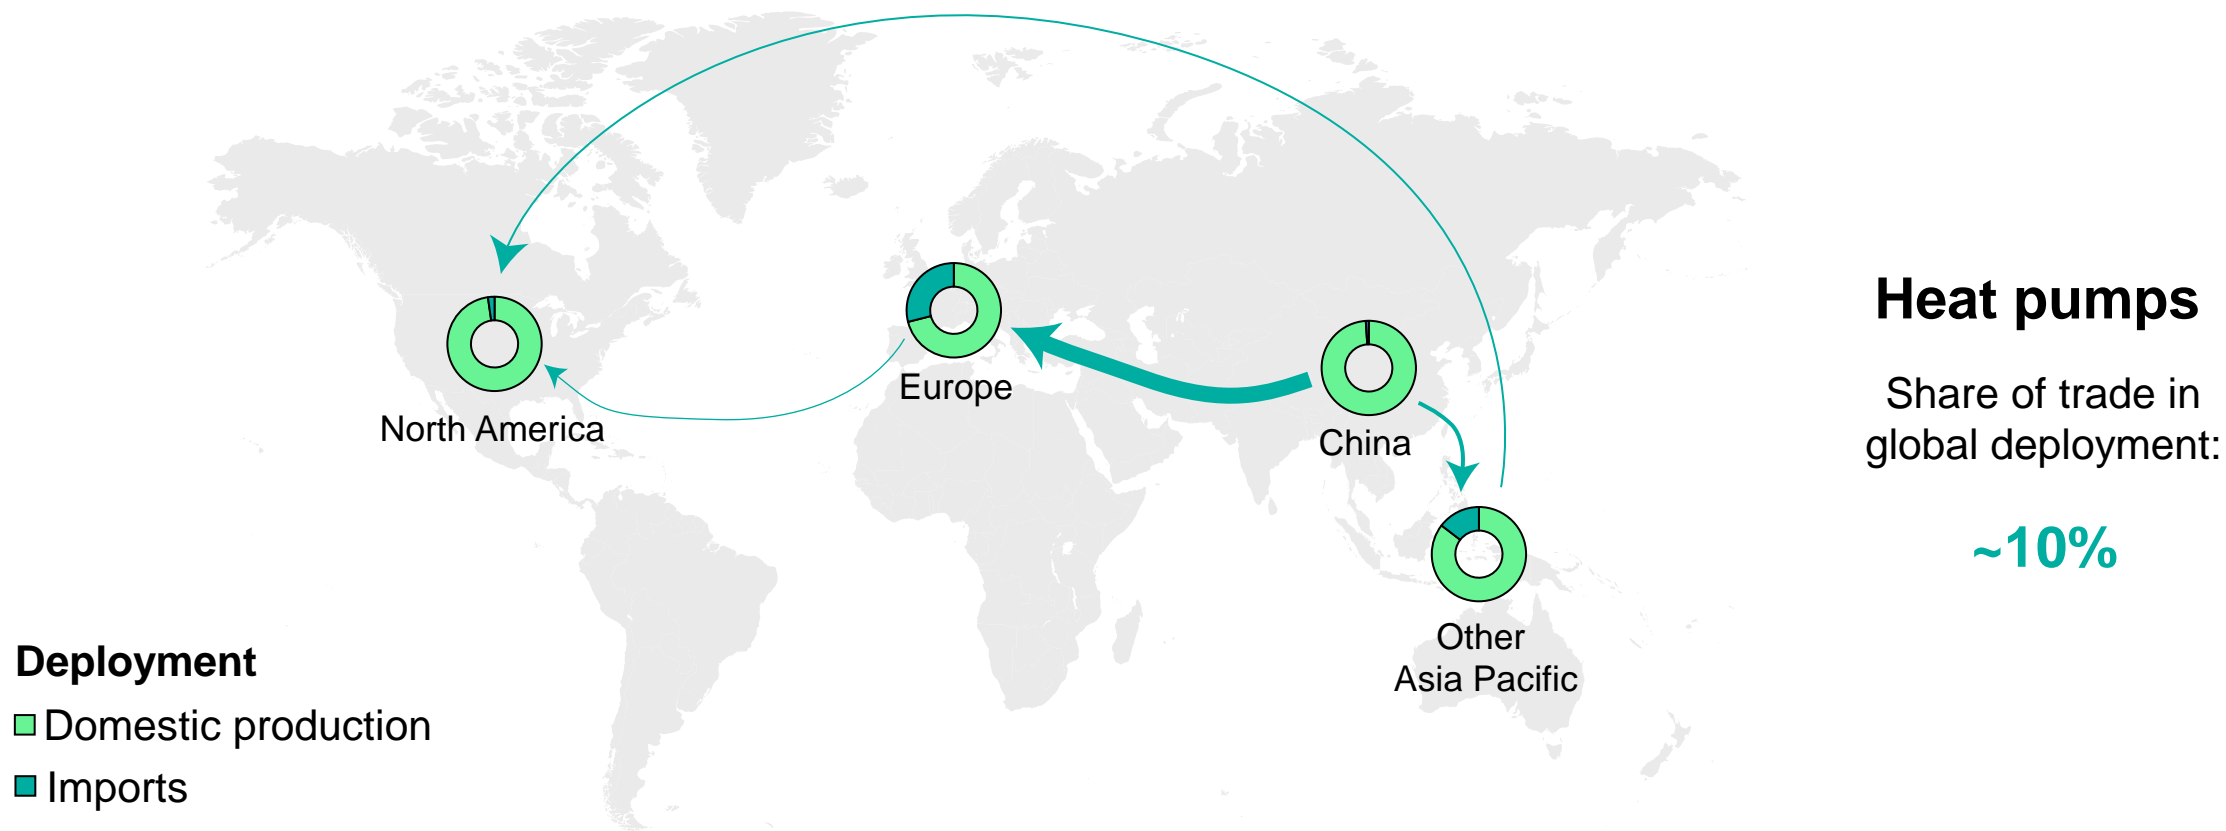 North America
Europe
China
Other
Asia Pacific
Heat pumps
Share of trade in
global deployment:
~10%
Deployment
Domestic production
Imports